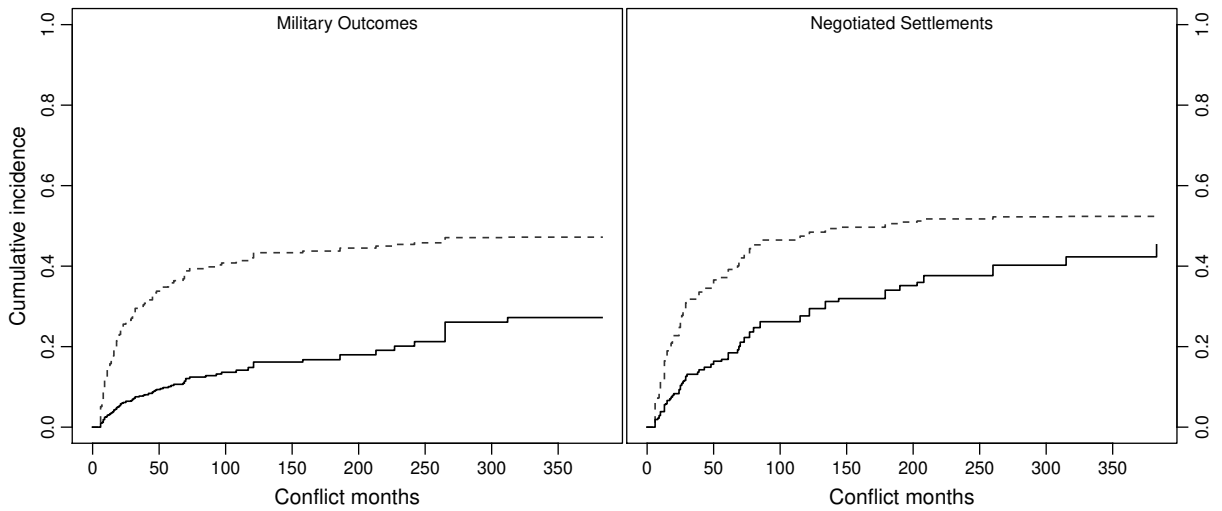 Military Outcomes
Negotiated Settlements
Cumulative incidence
1.0
0.8
0.6
0.4
0.2
0.0
1.0
0.8
0.6
0.4
0.2
0.0
0 50 100 150 200 250 300 350
0 50 100 150 200 250 300 350
Conflict months
Conflict months